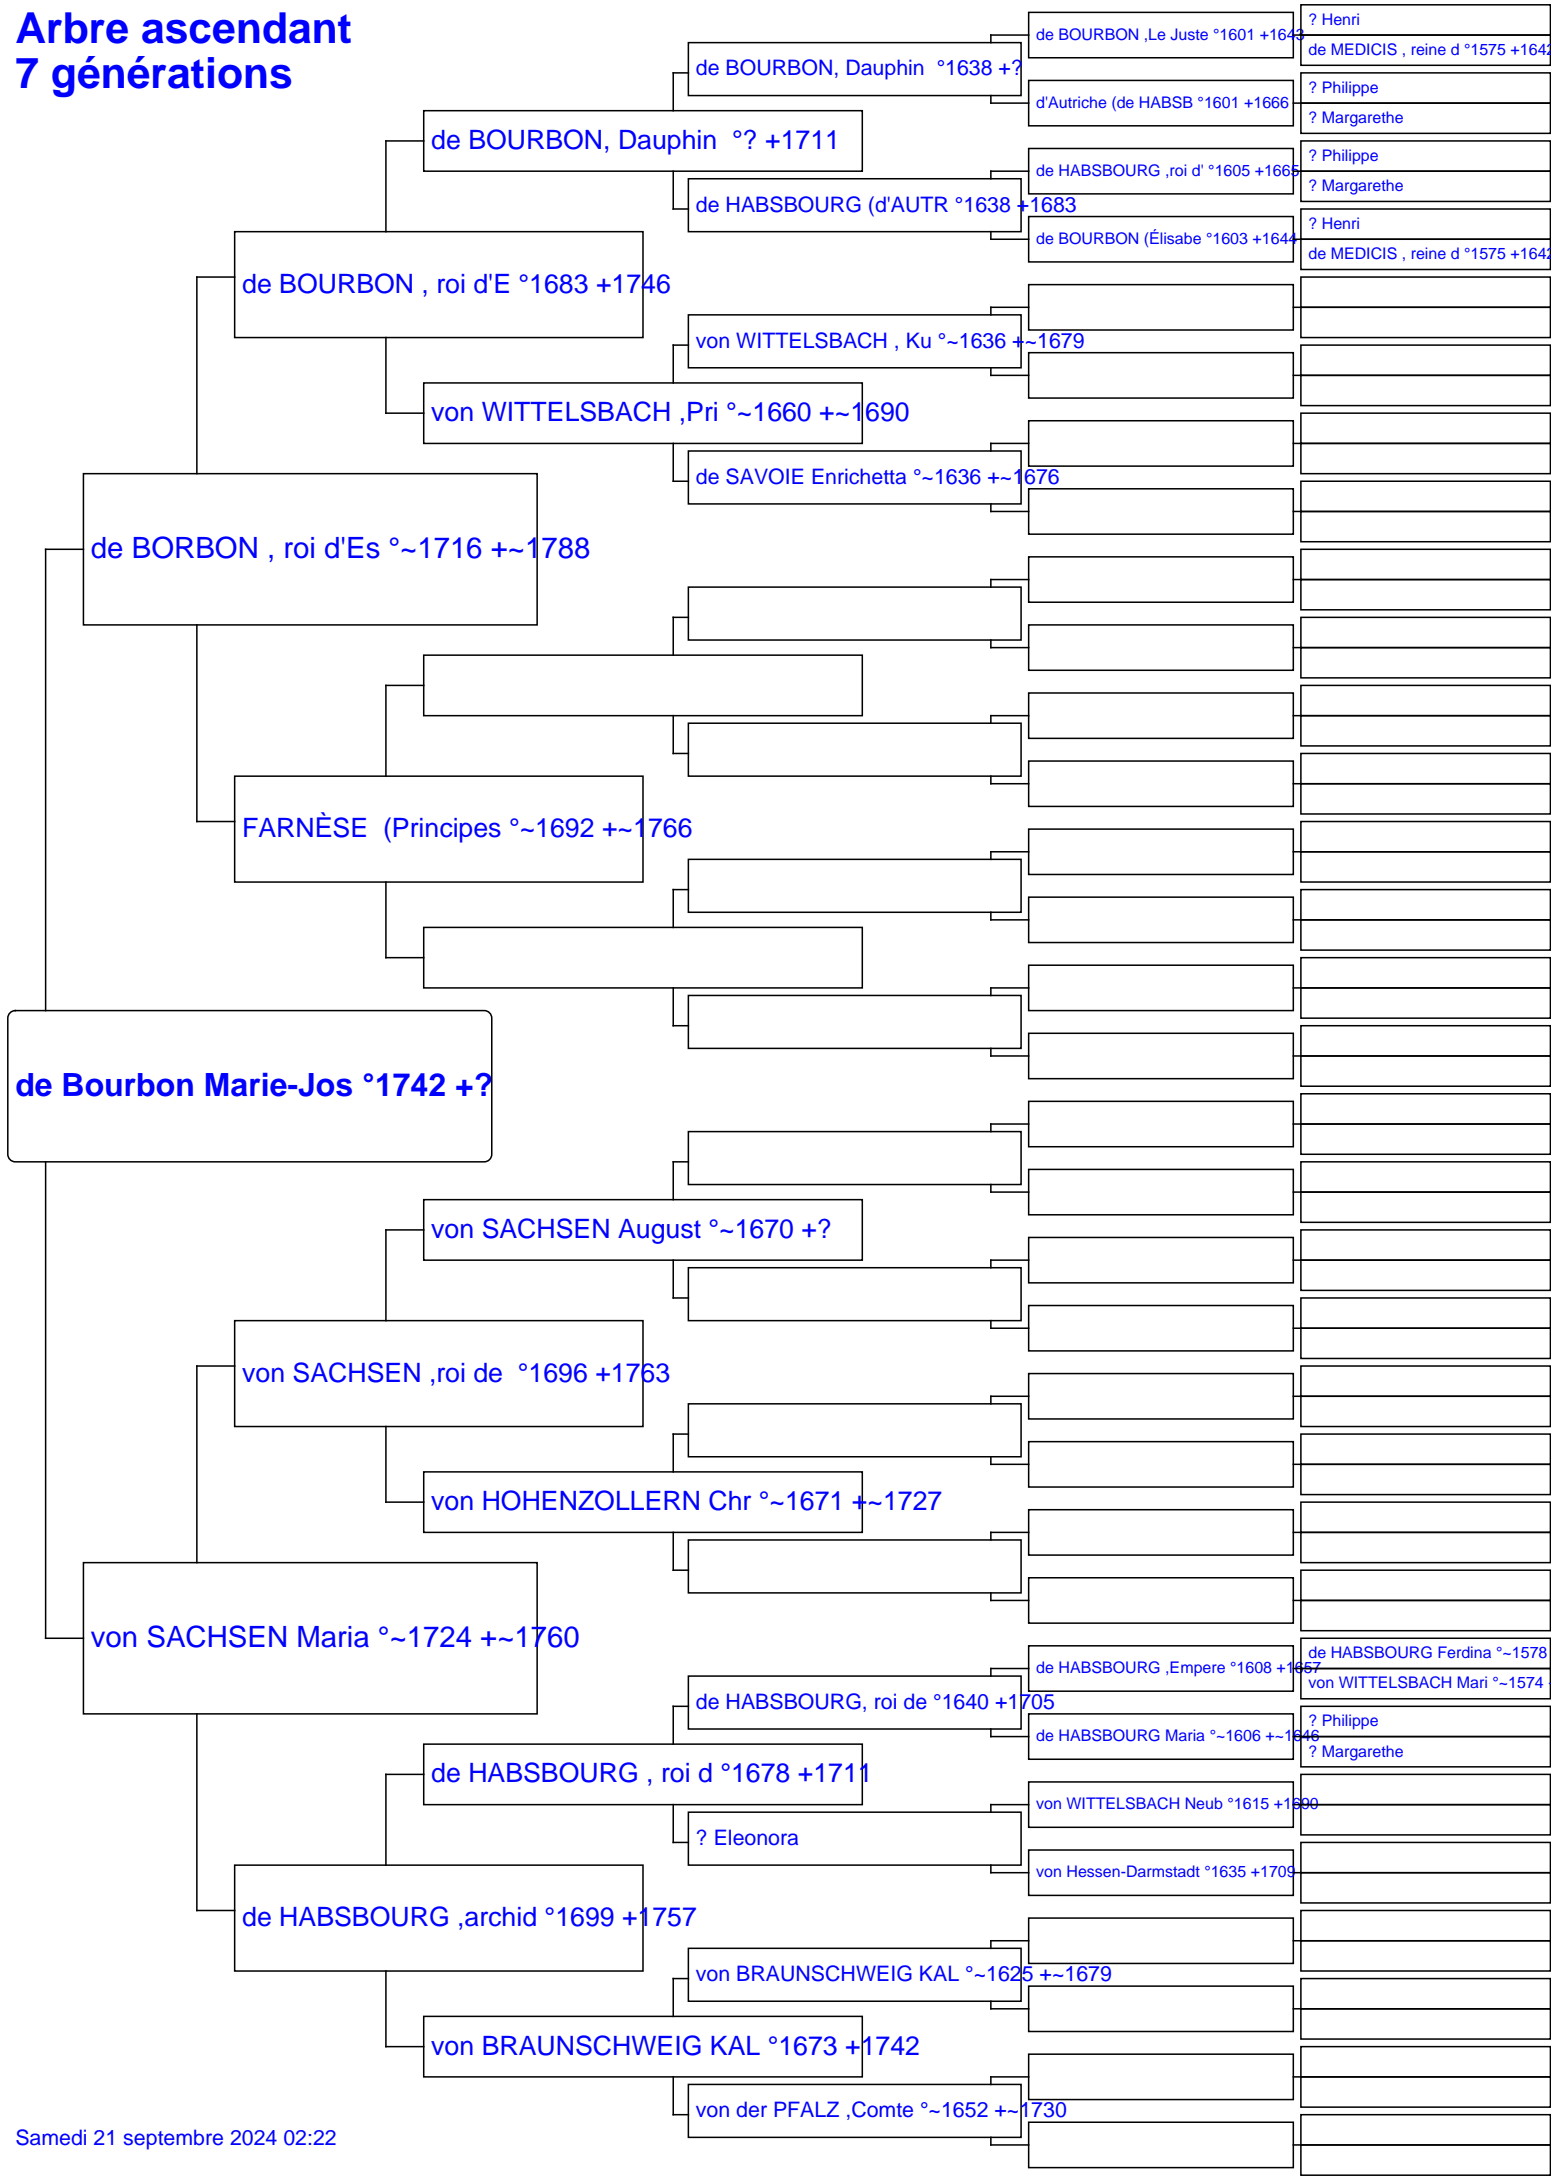 Arbre ascendant
7 générations
de BOURBON ,Le Juste °1601 +1643
? Henri
de MEDICIS , reine d °1575 +1642
de BOURBON, Dauphin °1638 +?
d'Autriche (de HABSB °1601 +1666
? Philippe
? Margarethe
de BOURBON, Dauphin °? +1711
de HABSBOURG ,roi d' °1605 +1665
? Philippe
? Margarethe
de HABSBOURG (d'AUTR °1638 +1683
de BOURBON (Élisabe °1603 +1644
? Henri
de MEDICIS , reine d °1575 +1642
de BOURBON , roi d'E °1683 +1746
von WITTELSBACH , Ku °~1636 +~1679
von WITTELSBACH ,Pri °~1660 +~1690
de SAVOIE Enrichetta °~1636 +~1676
de BORBON , roi d'Es °~1716 +~1788
FARNÈSE (Principes °~1692 +~1766
de Bourbon Marie-Jos °1742 +?
von SACHSEN August °~1670 +?
von SACHSEN ,roi de °1696 +1763
von HOHENZOLLERN Chr °~1671 +~1727
von SACHSEN Maria °~1724 +~1760
de HABSBOURG ,Empere °1608 +1657
de HABSBOURG Ferdina °~1578
von WITTELSBACH Mari °~1574
de HABSBOURG, roi de °1640 +1705
de HABSBOURG Maria °~1606 +~1646
? Philippe
? Margarethe
de HABSBOURG , roi d °1678 +1711
von WITTELSBACH Neub °1615 +1690
? Eleonora
von Hessen-Darmstadt °1635 +1709
de HABSBOURG ,archid °1699 +1757
von BRAUNSCHWEIG KAL °~1625 +~1679
von BRAUNSCHWEIG KAL °1673 +1742
von der PFALZ ,Comte °~1652 +~1730
Samedi 21 septembre 2024 02:22